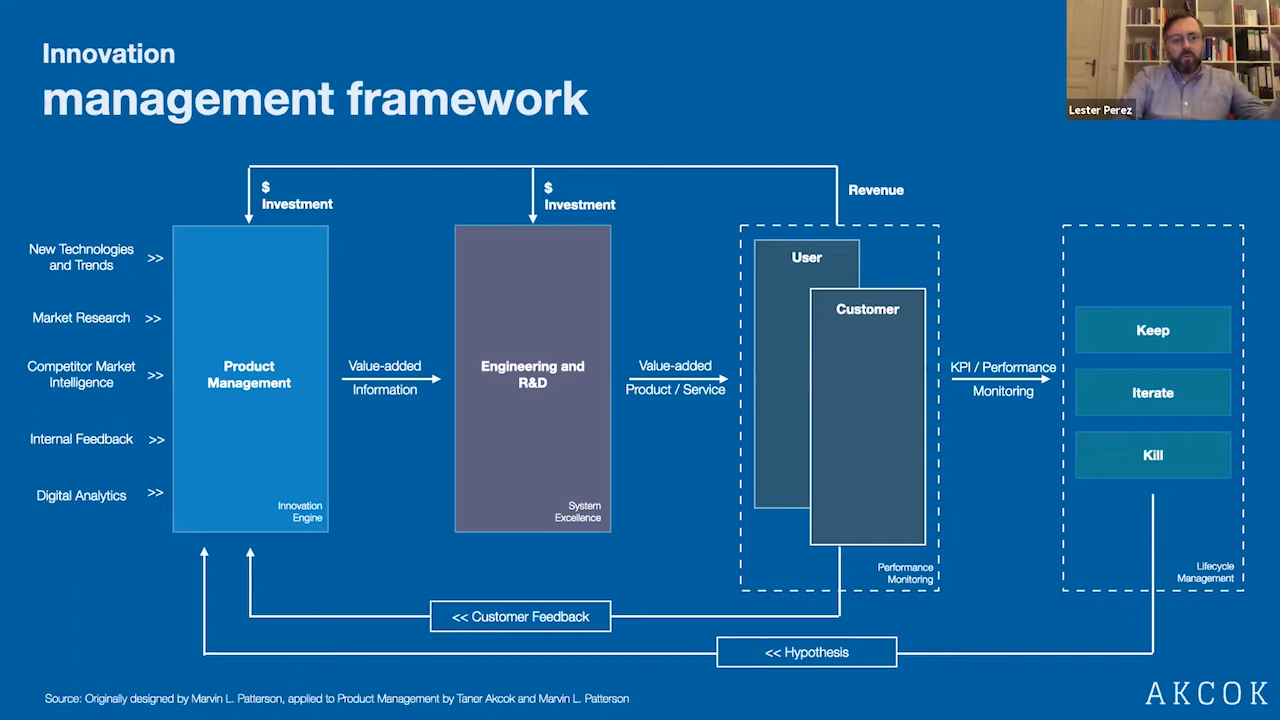 Innovation
management framework
Lester Perez
$
Investment
$
Investment
Revenue
New Technologies
and Trends
>>
Market Research
>>
Competitor Market
Intelligence
>>
Internal Feedback
>>
Digital Analytics
>>
Product
Management
Innovation
Engine
Value-added
Information
Engineering and
R&D
System
Excellence
Value-added
Product / Service
User
Customer
Performance
Monitoring
KPI / Performance
Monitoring
Keep
Iterate
Kill
Lifecycle
Management
<< Customer Feedback
<< Hypothesis
Source: Originally designed by Marvin L. Patterson, applied to Product Management by Taner Akcok and Marvin L. Patterson
AKCOK